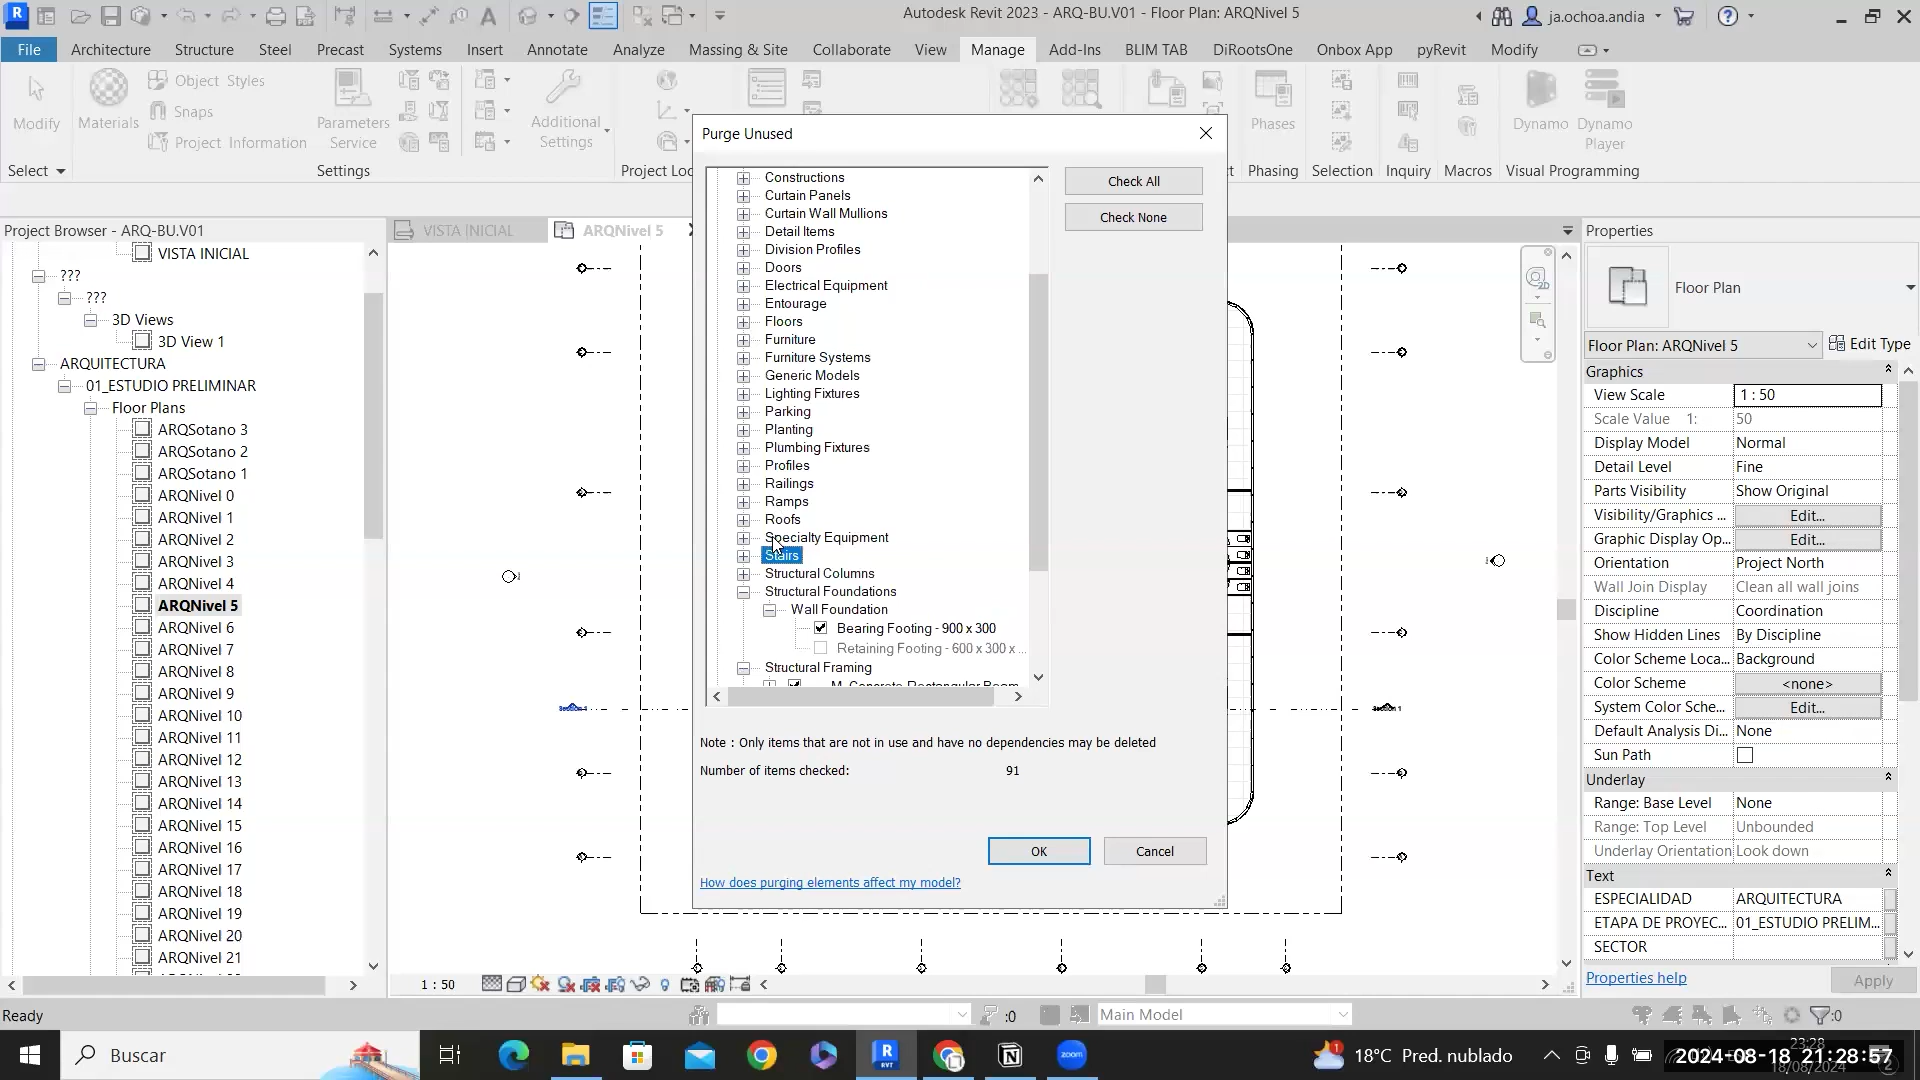 Autodesk Revit 2023 - ARQ-BU.V01 - Floor Plan: ARQNivel 5
ja.ochoa.andia
File Architecture Structure Steel Precast Systems Insert Annotate Analyze Massing & Site Collaborate View Manage Add-Ins BLIM TAB DiRootsOne Onbox App pyRevit Modify
Modify
Materials
Object Styles
Snaps
Project Information
Parameters
Service
Additional
Settings
Phases
Dynamo
Dynamo
Player
Select
Settings
Project Loc
Phasing
Selection
Inquiry
Macros
Visual Programming
Project Browser - ARQ-BU.V01
VISTA INICIAL
???
???
3D Views
3D View 1
ARQUITECTURA
01_ESTUDIO PRELIMINAR
Floor Plans
ARQSotano 3
ARQSotano 2
ARQSotano 1
ARQNivel 0
ARQNivel 1
ARQNivel 2
ARQNivel 3
ARQNivel 4
ARQNivel 5
ARQNivel 6
ARQNivel 7
ARQNivel 8
ARQNivel 9
ARQNivel 10
ARQNivel 11
ARQNivel 12
ARQNivel 13
ARQNivel 14
ARQNivel 15
ARQNivel 16
ARQNivel 17
ARQNivel 18
ARQNivel 19
ARQNivel 20
ARQNivel 21
VISTA INICIAL
ARQNivel 5
Purge Unused
Constructions
Curtain Panels
Curtain Wall Mullions
Detail Items
Division Profiles
Doors
Electrical Equipment
Entourage
Floors
Furniture
Furniture Systems
Generic Models
Lighting Fixtures
Parking
Planting
Plumbing Fixtures
Profiles
Railings
Ramps
Roofs
Specialty Equipment
Stairs
Structural Columns
Structural Foundations
Wall Foundation
Bearing Footing - 900 x 300
Retaining Footing - 600 x 300 x ...
Structural Framing
Check All
Check None
Note : Only items that are not in use and have no dependencies may be deleted
Number of items checked: 91
OK
Cancel
How does purging elements affect my model?
Properties
Floor Plan
Floor Plan: ARQNivel 5
Edit Type
Graphics
View Scale 1 : 50
Scale Value 1: 50
Display Model Normal
Detail Level Fine
Parts Visibility Show Original
Visibility/Graphics ... Edit...
Graphic Display Op... Edit...
Orientation Project North
Wall Join Display Clean all wall joins
Discipline Coordination
Show Hidden Lines By Discipline
Color Scheme Loca... Background
Color Scheme <none>
System Color Sche... Edit...
Default Analysis Di... None
Sun Path
Underlay
Range: Base Level None
Range: Top Level Unbounded
Underlay Orientation Look down
Text
ESPECIALIDAD ARQUITECTURA
ETAPA DE PROYEC... 01_ESTUDIO PRELIM...
SECTOR
Properties help
Apply
1 : 50
Ready
:0
Main Model
:0
Buscar
zoom
18°C Pred. nublado
23:28
18/08/2024
2024-08-18 21:28:57